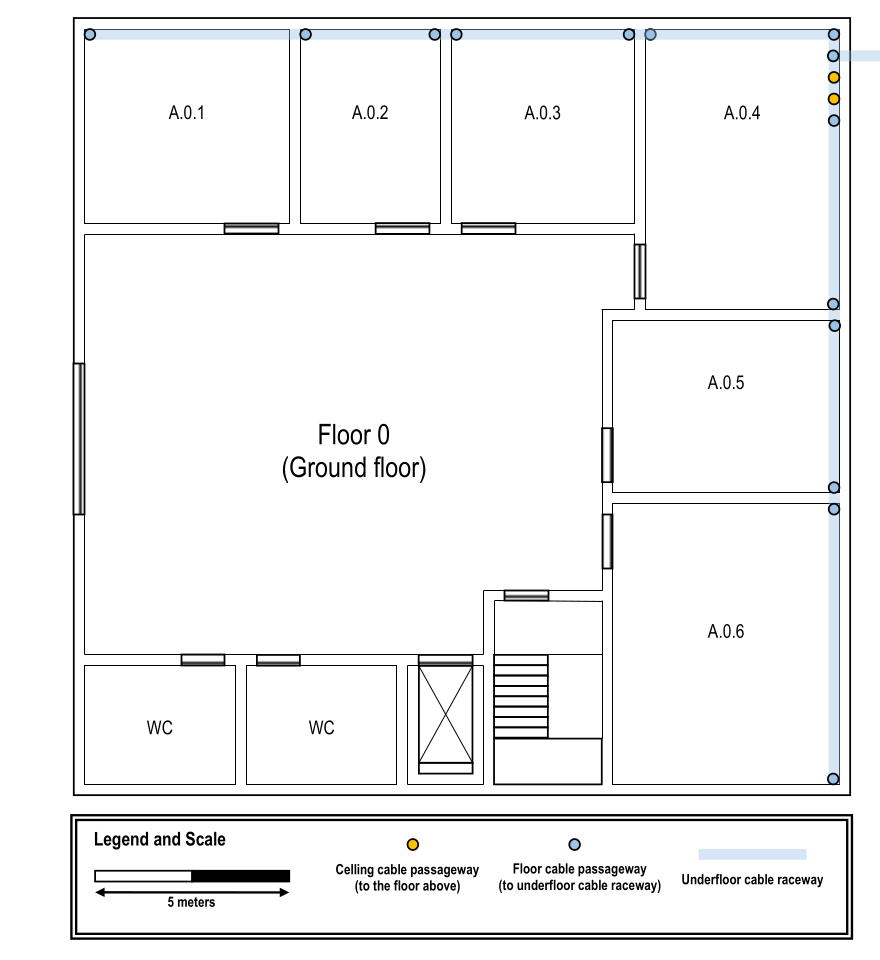 A.0.1
A.0.2
A.0.3
A.0.4
A.0.5
Floor 0
(Ground floor)
A.0.6
WC
WC
Legend and Scale
5 meters
Celling cable passageway
(to the floor above)
Floor cable passageway
(to underfloor cable raceway)
Underfloor cable raceway